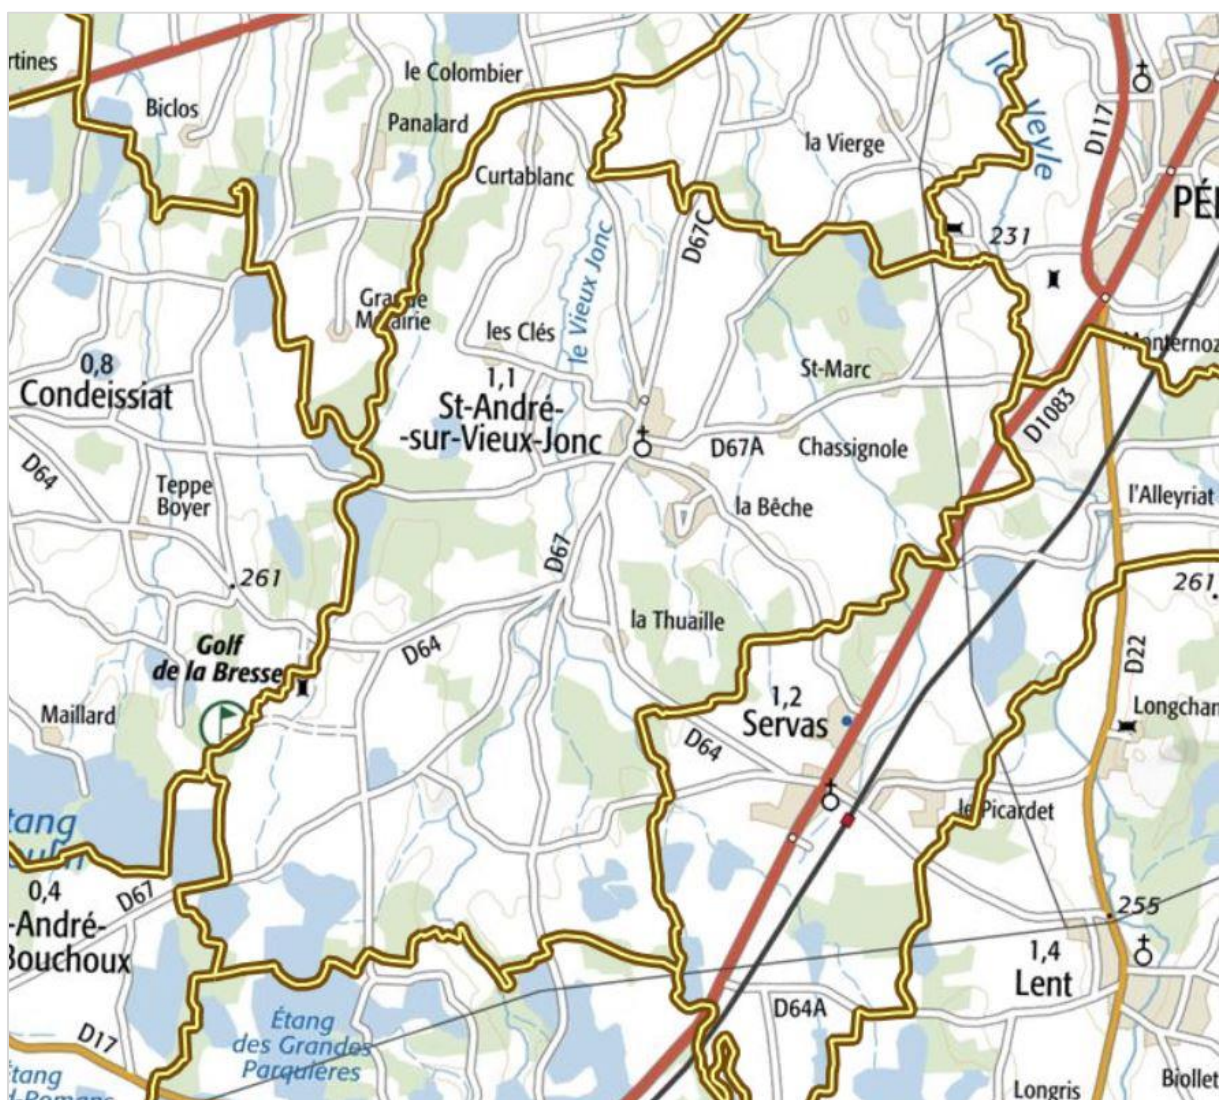 rtines
le Colombier
Biclos
Panalard
la Vierge
la Veyle
D117
Curtablanc
PÉ
D67C
231
le Vieux Jonc
les Clés
Monternoz
0,8
Condeissiat
1,1
St-André-
-sur-Vieux-Jonc
St-Marc
D1083
D67A
Chassignole
D64
Teppe
Boyer
la Bêche
l'Alleyriat
D67
261
261
la Thuaille
Golf
de la Bresse
D64
D22
Maillard
1,2
Servas
Longchan
D64
le Picardet
tang
0,4
D67
-André-
Bouchoux
255
1,4
Lent
D64A
Étang
des Grandes
Parquières
D17
tang
-Romans
Longris
Biollet